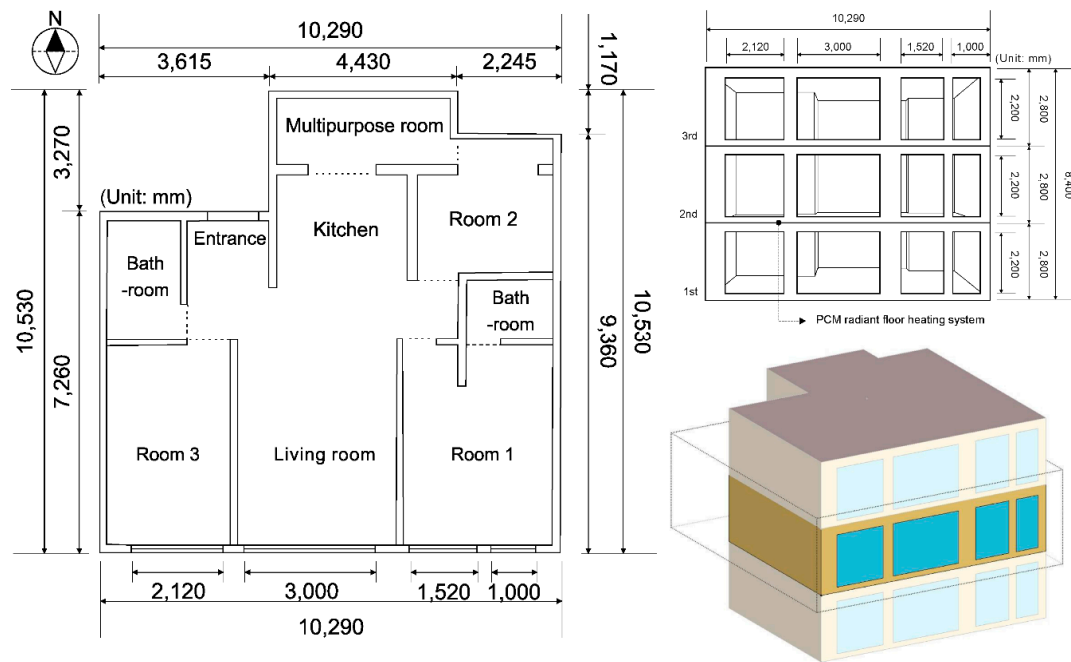 N
10,290
3,615
4,430
2,245
1,170
3,270
Multipurpose room
(Unit: mm)
Room 2
Kitchen
Entrance
Bath
-room
Bath
-room
10,530
7,260
9,360
10,530
Room 3
Living room
Room 1
2,120
3,000
1,520
1,000
10,290
10,290
2,120
3,000
1,520
1,000
(Unit: mm)
3rd
2,200
2,800
2nd
2,200
2,800
8,400
1st
2,200
2,800
PCM radiant floor heating system